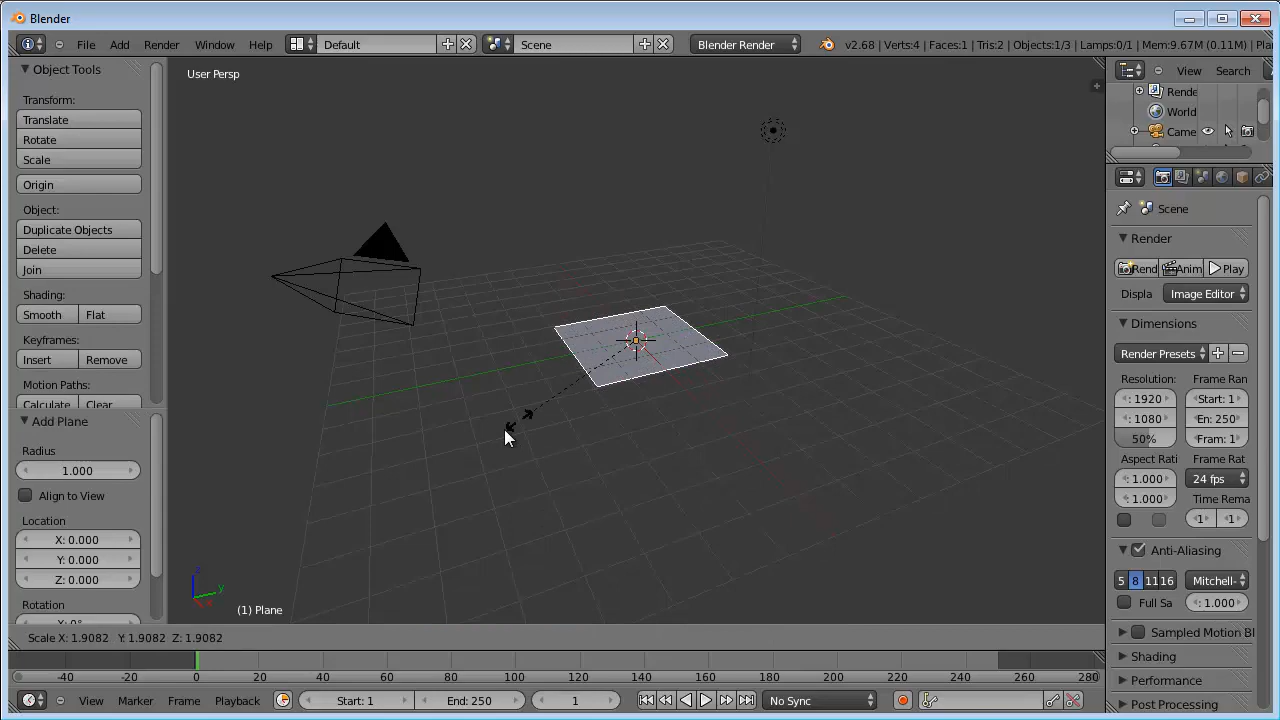 Blender
File Add Render Window Help Default Scene Blender Render v2.68 | Verts:4 | Faces:1 | Tris:2 | Objects:1/3 | Lamps:0/1 | Mem:9.67M (0.11M) | Pla
Object Tools
Transform:
Translate
Rotate
Scale
Origin
Object:
Duplicate Objects
Delete
Join
Shading:
Smooth Flat
Keyframes:
Insert Remove
Motion Paths:
Calculate Clear
Add Plane
Radius
1.000
Align to View
Location
X: 0.000
Y: 0.000
Z: 0.000
Rotation
X: 0°
User Persp
z
y
x
(1) Plane
Scale X: 1.9082 Y: 1.9082 Z: 1.9082
-40 -20 0 20 40 60 80 100 120 140 160 180 200 220 240 260 280
View Marker Frame Playback Start: 1 End: 250 1 No Sync
View Search
Rende
World
Came
Scene
Render
Rend Anim Play
Displa Image Editor
Dimensions
Render Presets
Resolution: Frame Ran
: 1920 Start: 1
: 1080 En: 250
50% Fram: 1
Aspect Rati Frame Rat
: 1.000 24 fps
: 1.000 Time Rema
: 1 : 1
Anti-Aliasing
5 8 11 16 Mitchell-
Full Sa : 1.000
Sampled Motion Bl
Shading
Performance
Post Processing